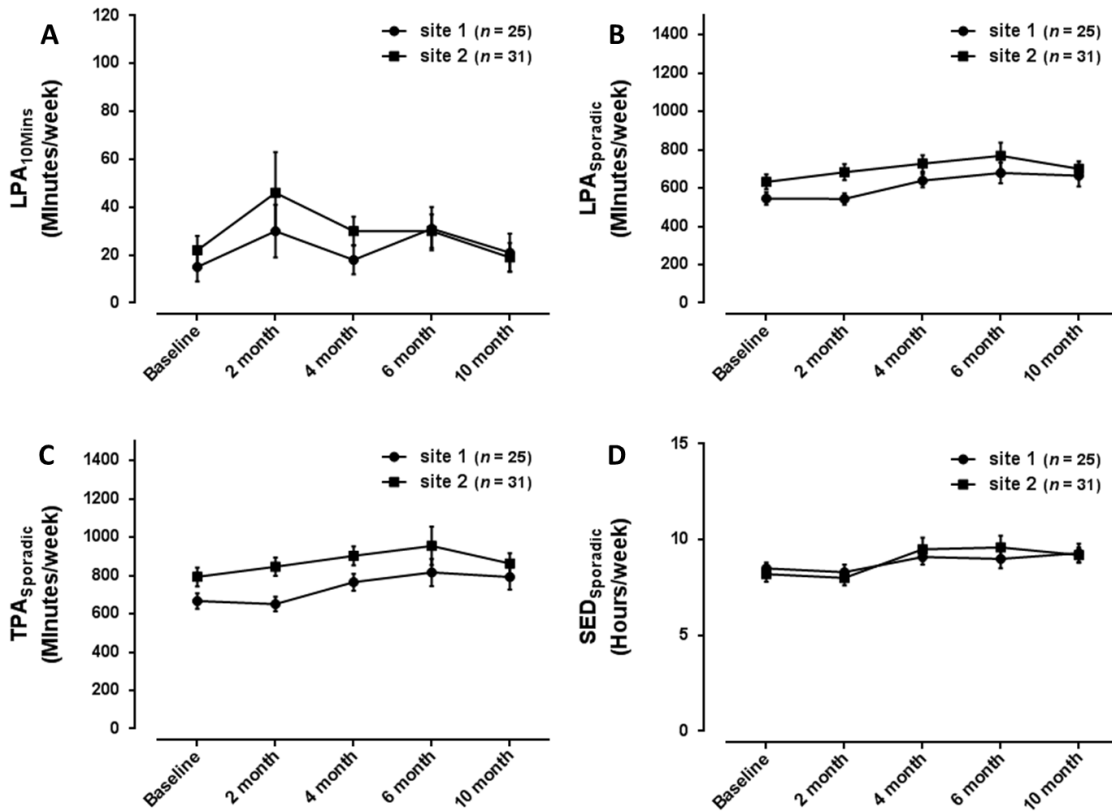 A
LPA10Mins
(MInutes/week)
120
100
80
60
40
20
0
site 1 (n = 25)
site 2 (n = 31)
Baseline
2 month
4 month
6 month
10 month
B
LPASporadic
(MInutes/week)
1400
1200
1000
800
600
400
200
0
site 1 (n = 25)
site 2 (n = 31)
Baseline
2 month
4 month
6 month
10 month
C
TPASporadic
(MInutes/week)
1400
1200
1000
800
600
400
200
0
site 1 (n = 25)
site 2 (n = 31)
Baseline
2 month
4 month
6 month
10 month
D
SEDSporadic
(Hours/week)
15
10
5
0
site 1 (n = 25)
site 2 (n = 31)
Baseline
2 month
4 month
6 month
10 month